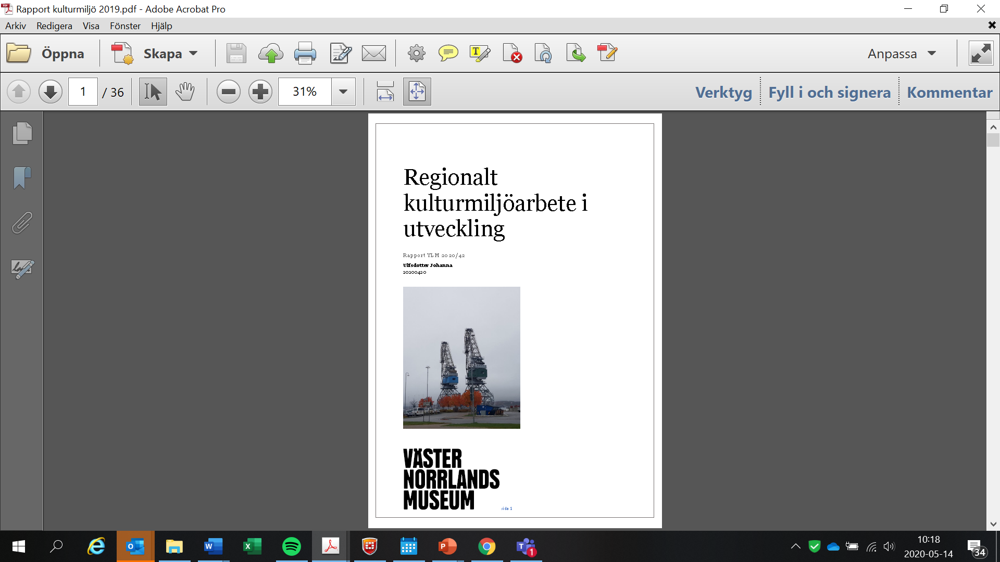 Rapport kulturmiljö 2019.pdf - Adobe Acrobat Pro
Arkiv Redigera Visa Fönster Hjälp
Öppna Skapa Anpassa
1 / 36 31% Verktyg Fyll i och signera Kommentar
Regionalt
kulturmiljöarbete i
utveckling
Rapport YLM 2020/42
Ulfsdotter Johanna
20200420
VÄSTER
NORRLANDS
MUSEUM
sida 1
10:18
2020-05-14
34
1